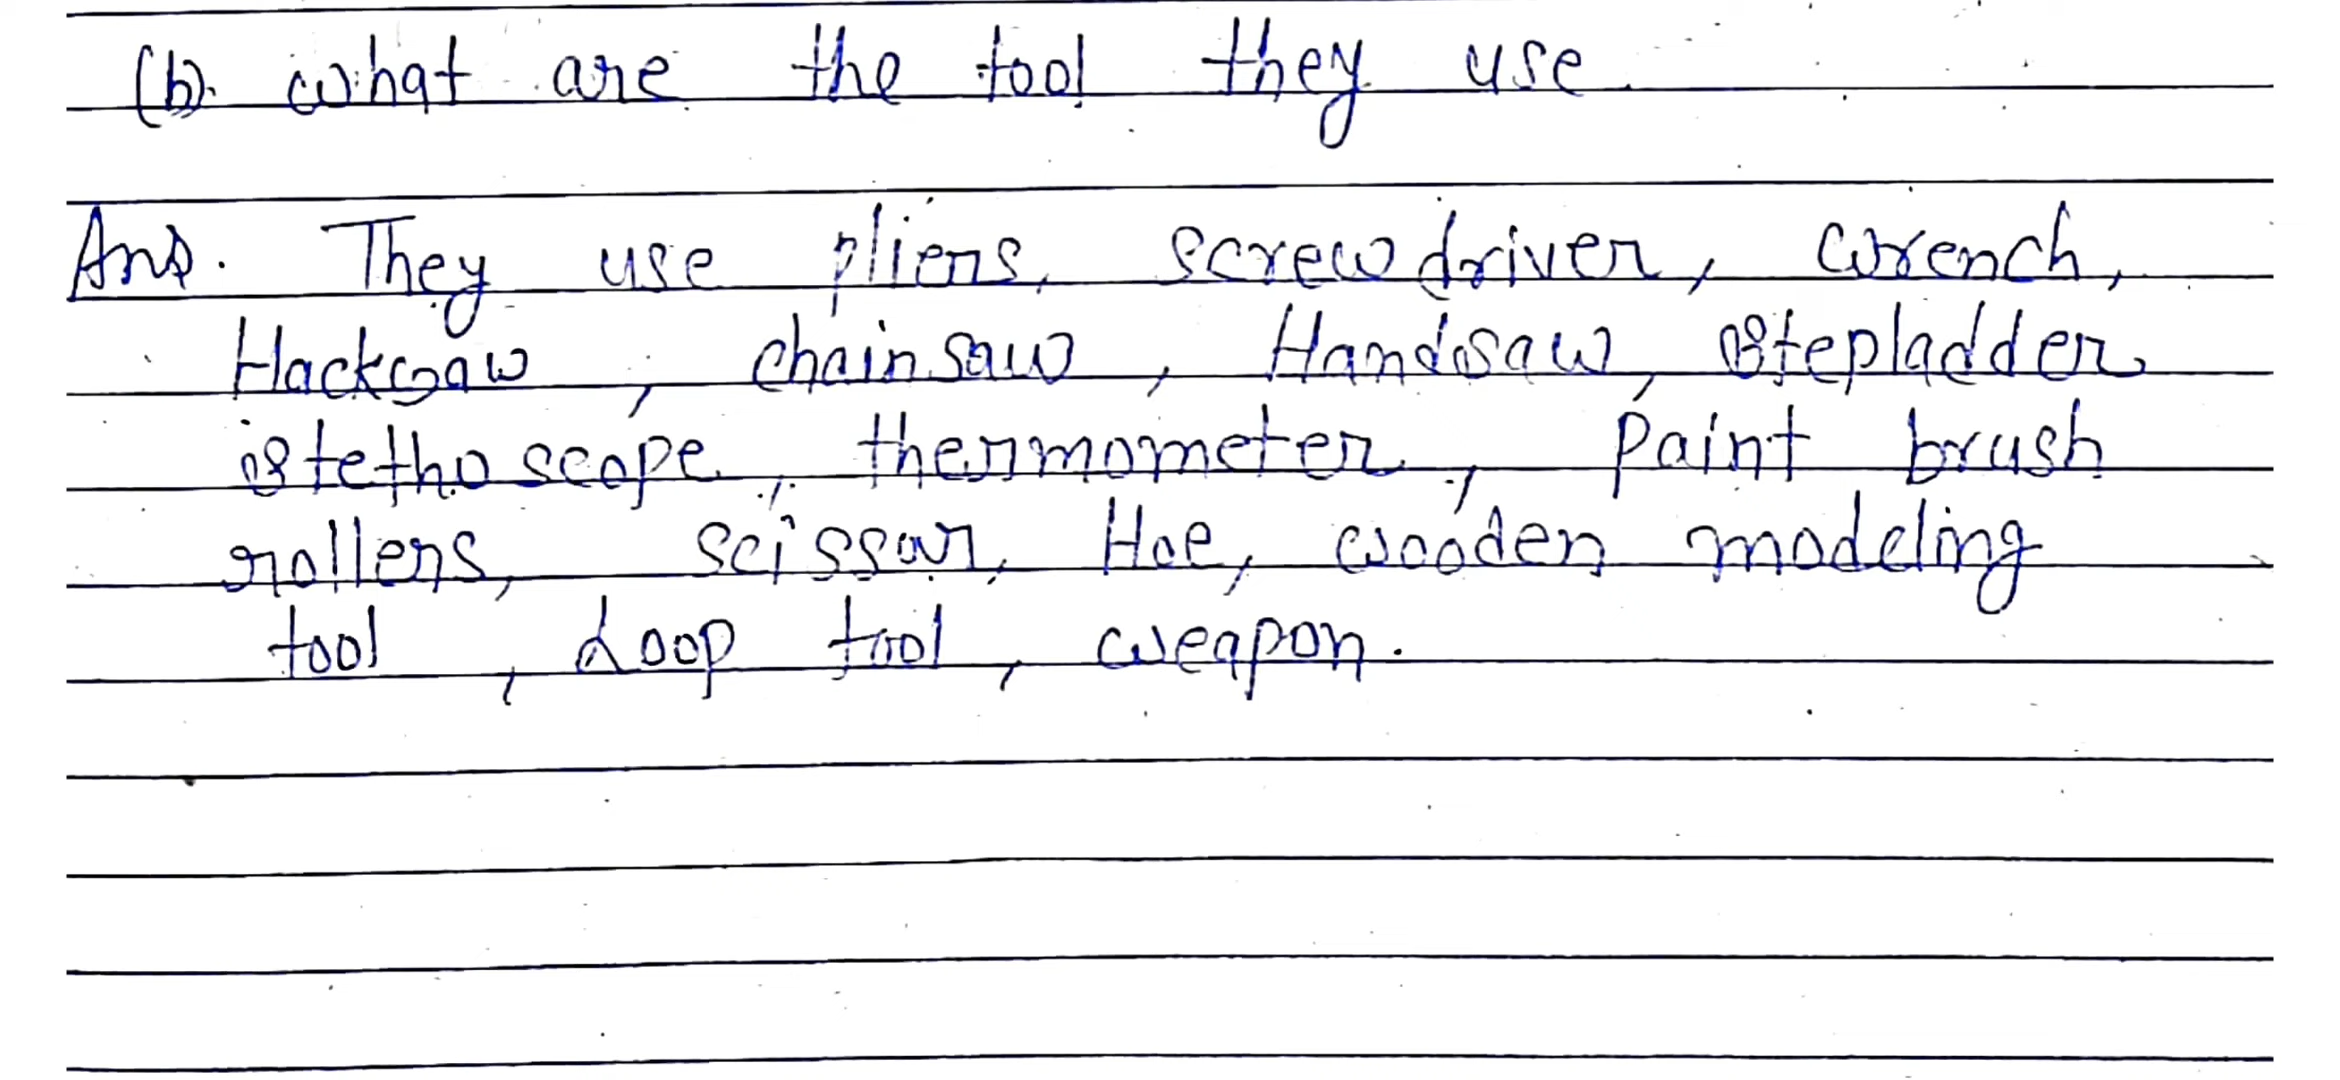 (b). what are the tool they use
Ans. They use pliers, screwdriver, wrench,
Hacksaw, chainsaw, Handsaw, stepladder
stethoscope, thermometer, paint brush
rollers, scissor, Hoe, wooden modeling
tool, Loop tool, weapon.